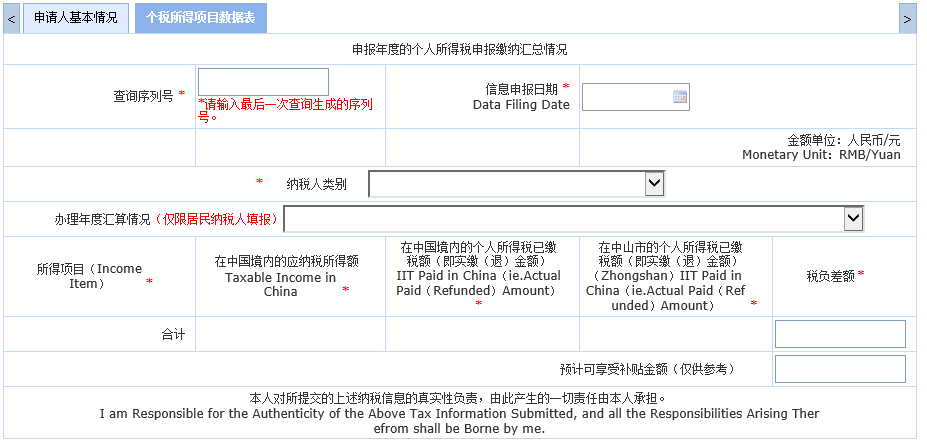 <
申请人基本情况
个税所得项目数据表
>
申报年度的个人所得税申报缴纳汇总情况
查询序列号 *
*请输入最后一次查询生成的序列
号。
信息申报日期 *
Data Filing Date
金额单位：人民币/元
Monetary Unit：RMB/Yuan
* 纳税人类别
办理年度汇算情况（仅限居民纳税人填报）
所得项目（Income
Item） *
在中国境内的应纳税所得额
Taxable Income in
China *
在中国境内的个人所得税已缴
税额（即实缴（退）金额）
IIT Paid in China（ie.Actual
Paid（Refunded）Amount）
*
在中山市的个人所得税已缴
税额（即实缴（退）金额）
（Zhongshan）IIT Paid in
China（ie.Actual Paid（Ref
unded）Amount） *
税负差额 *
合计
预计可享受补贴金额（仅供参考）
本人对所提交的上述纳税信息的真实性负责，由此产生的一切责任由本人承担。
I am Responsible for the Authenticity of the Above Tax Information Submitted, and all the Responsibilities Arising Ther
efrom shall be Borne by me.